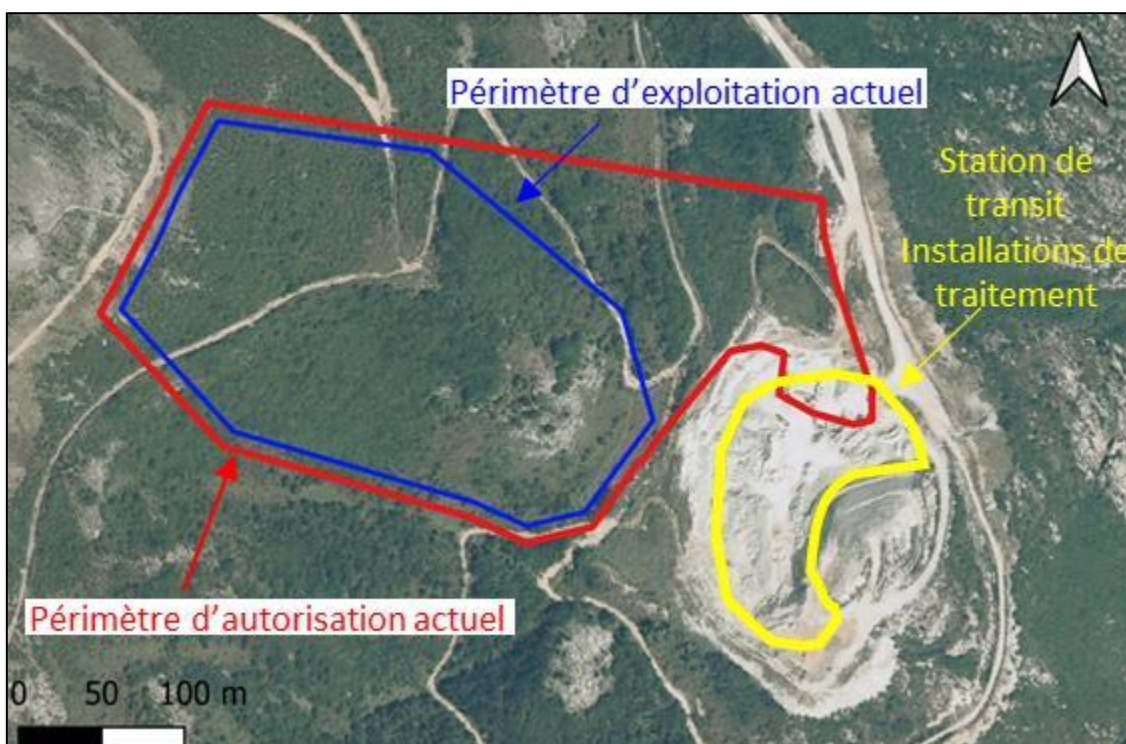 Périmètre d’exploitation actuel
Station de
transit
Installations de
traitement
Périmètre d’autorisation actuel
0 50 100 m